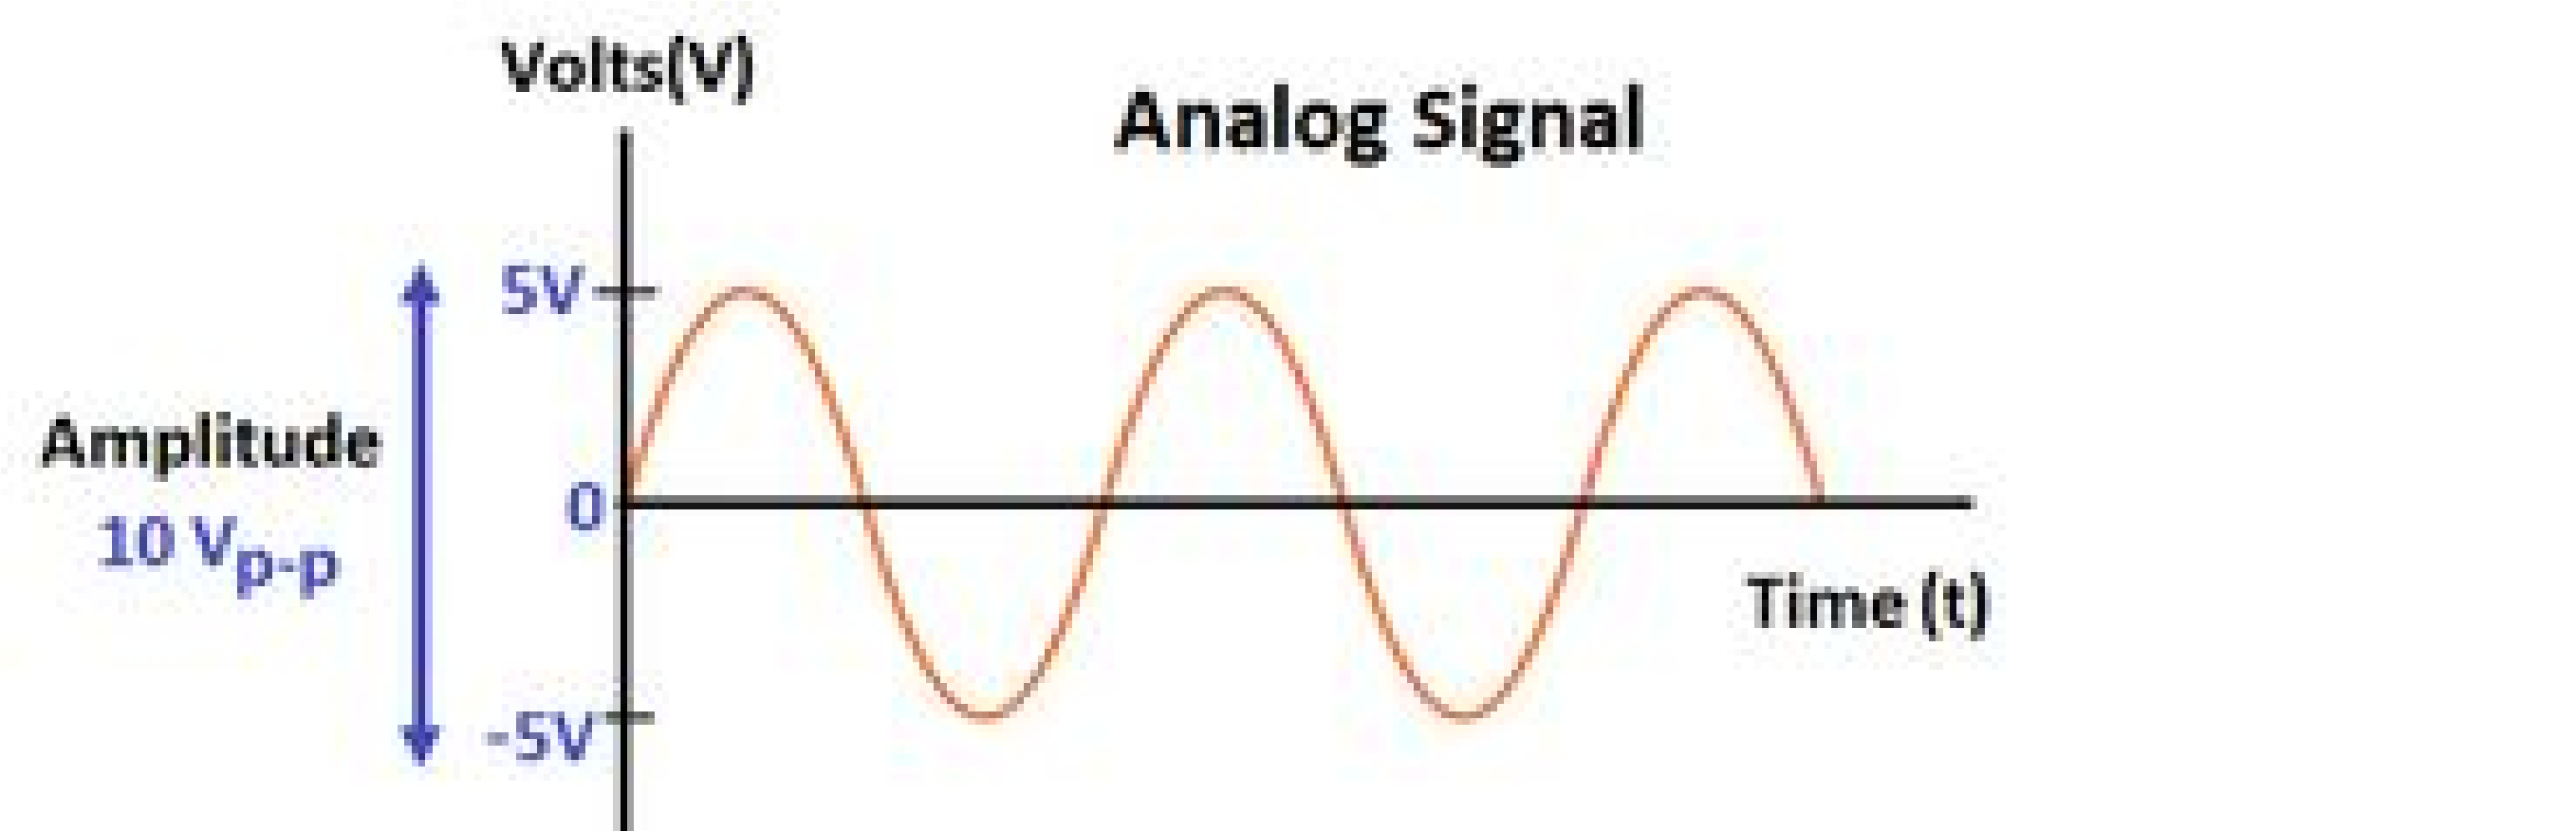 Volts(V)
Analog Signal
5V
Amplitude
10 Vp-p
0
-5V
Time (t)